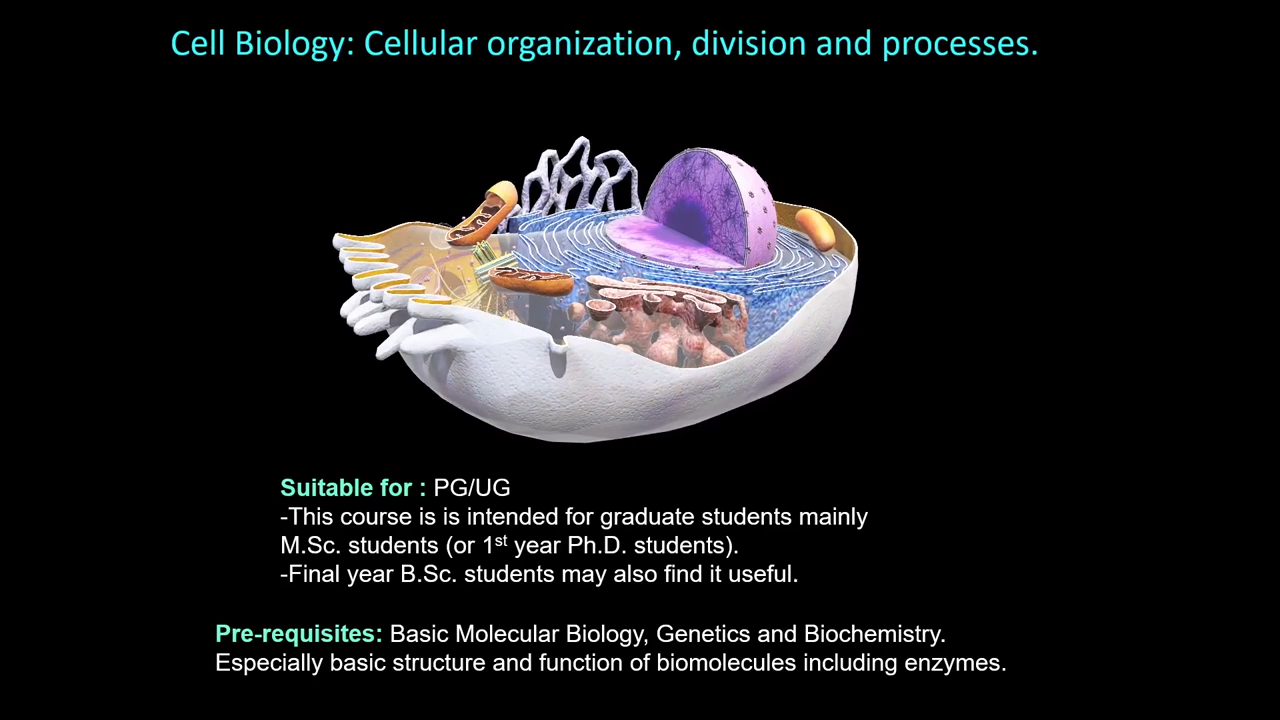 Cell Biology: Cellular organization, division and processes.
Suitable for : PG/UG
-This course is is intended for graduate students mainly
M.Sc. students (or 1st year Ph.D. students).
-Final year B.Sc. students may also find it useful.
Pre-requisites: Basic Molecular Biology, Genetics and Biochemistry.
Especially basic structure and function of biomolecules including enzymes.